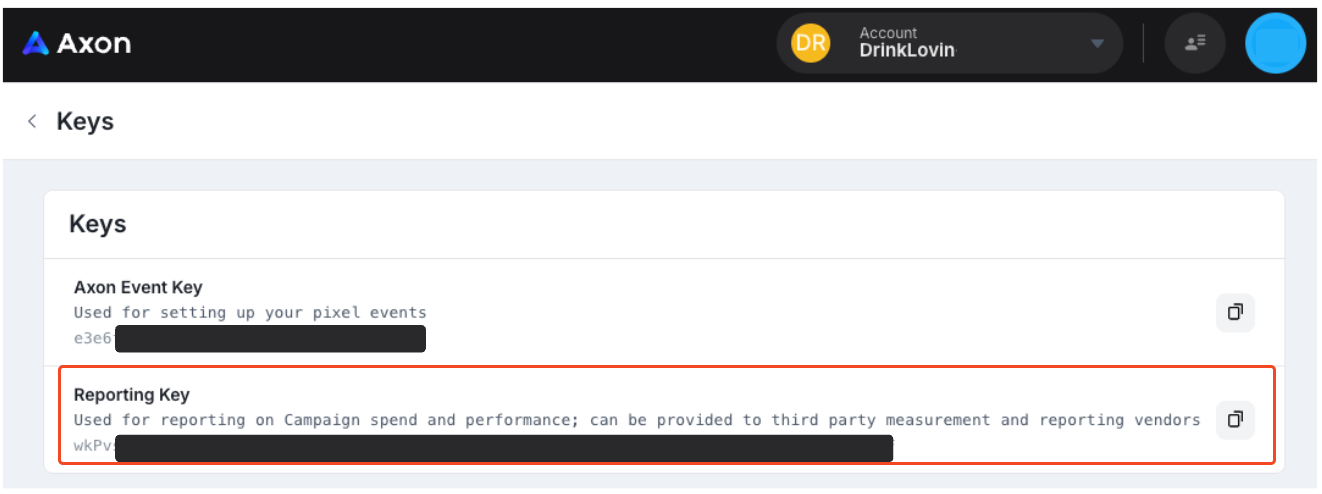 Axon
DR
Account
DrinkLovin
Keys
Keys
Axon Event Key
Used for setting up your pixel events
e3e6
Reporting Key
Used for reporting on Campaign spend and performance; can be provided to third party measurement and reporting vendors
wkPv